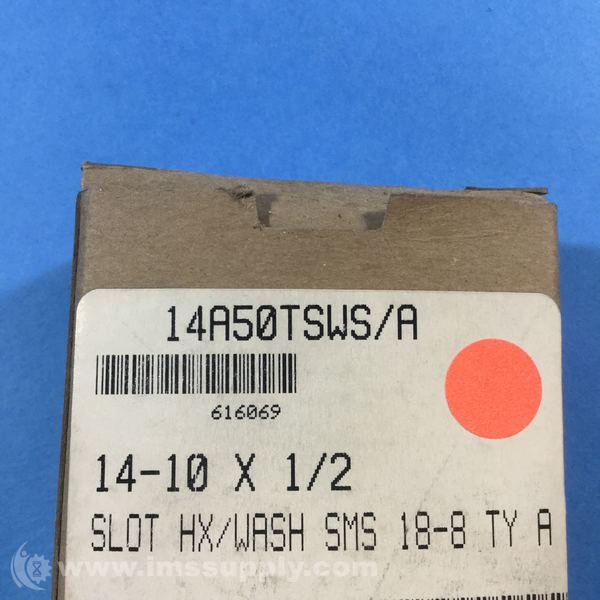 14A50TSWS/A
616069
14-10 X 1/2
SLOT HX/WASH SMS 18-8 TY A
www.imssupply.com